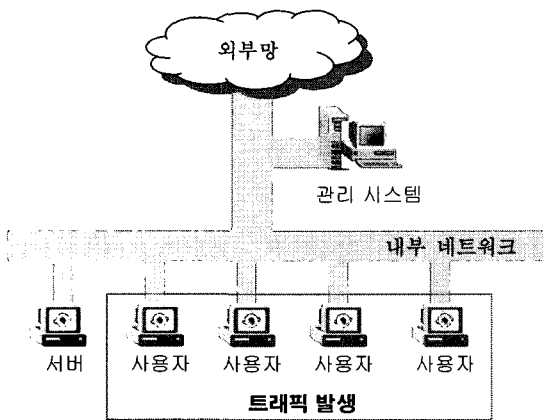 외부망
관리 시스템
내부 네트워크
서버 사용자 사용자 사용자 사용자
트래픽 발생